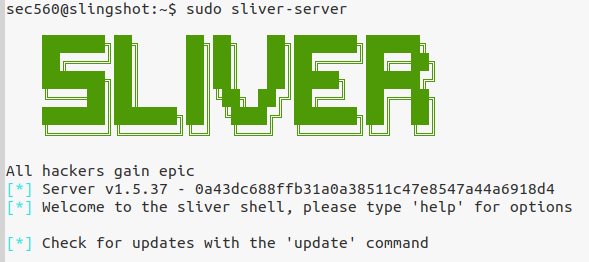 sec560@slingshot:~$ sudo sliver-server
SLIVER
All hackers gain epic
[*] Server v1.5.37 - 0a43dc688ffb31a0a38511c47e8547a44a6918d4
[*] Welcome to the sliver shell, please type 'help' for options
[*] Check for updates with the 'update' command